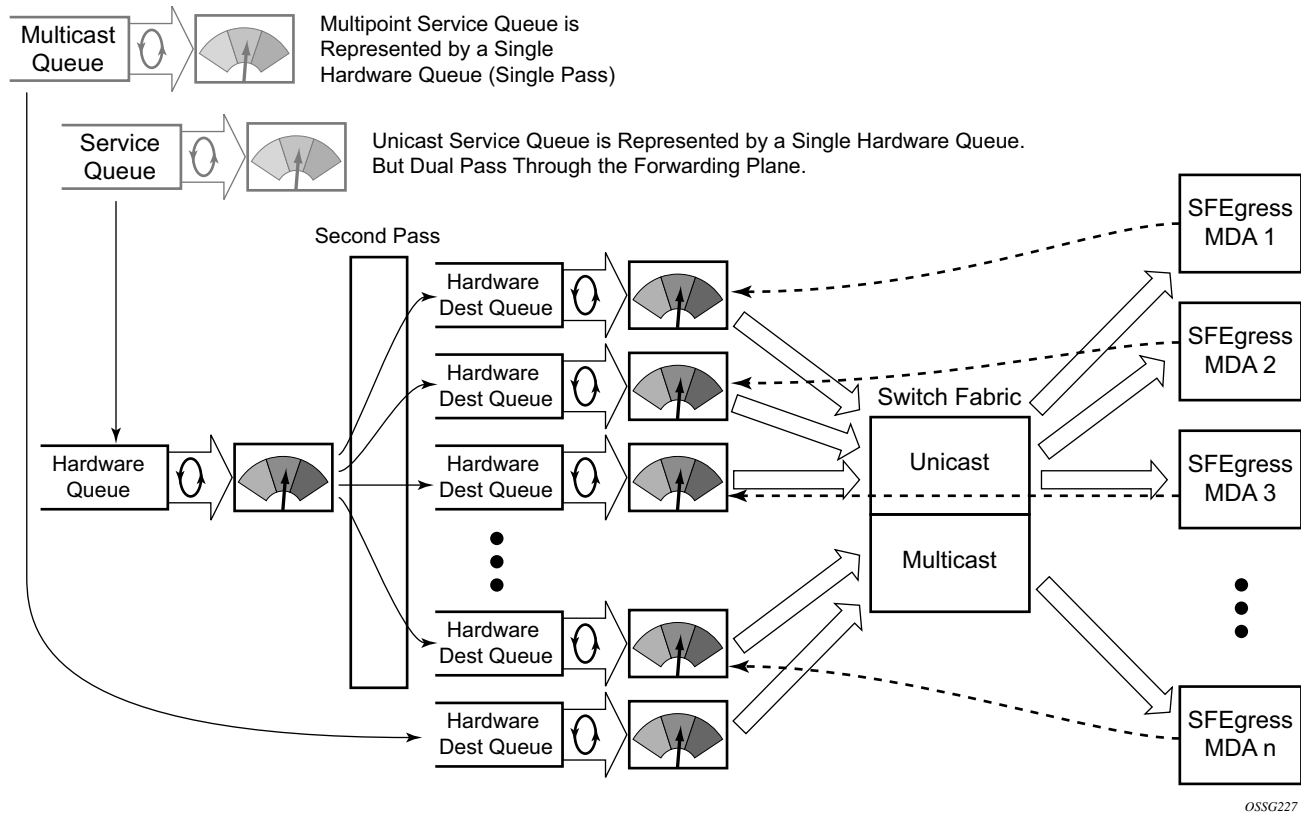 Multicast
Queue
Multipoint Service Queue is
Represented by a Single
Hardware Queue (Single Pass)
Service
Queue
Unicast Service Queue is Represented by a Single Hardware Queue.
But Dual Pass Through the Forwarding Plane.
Second Pass
Hardware
Queue
Hardware
Dest Queue
Hardware
Dest Queue
Hardware
Dest Queue
Hardware
Dest Queue
Hardware
Dest Queue
Switch Fabric
Unicast
Multicast
SFEgress
MDA 1
SFEgress
MDA 2
SFEgress
MDA 3
SFEgress
MDA n
OSSG227